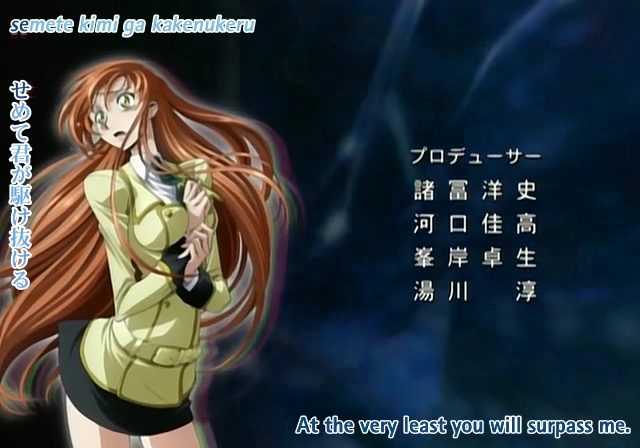 semete kimi ga kakenukeru
せめて君が駆け抜ける
プロデューサー
諸冨洋史
河口佳高
峯岸卓生
湯川　淳
At the very least you will surpass me.